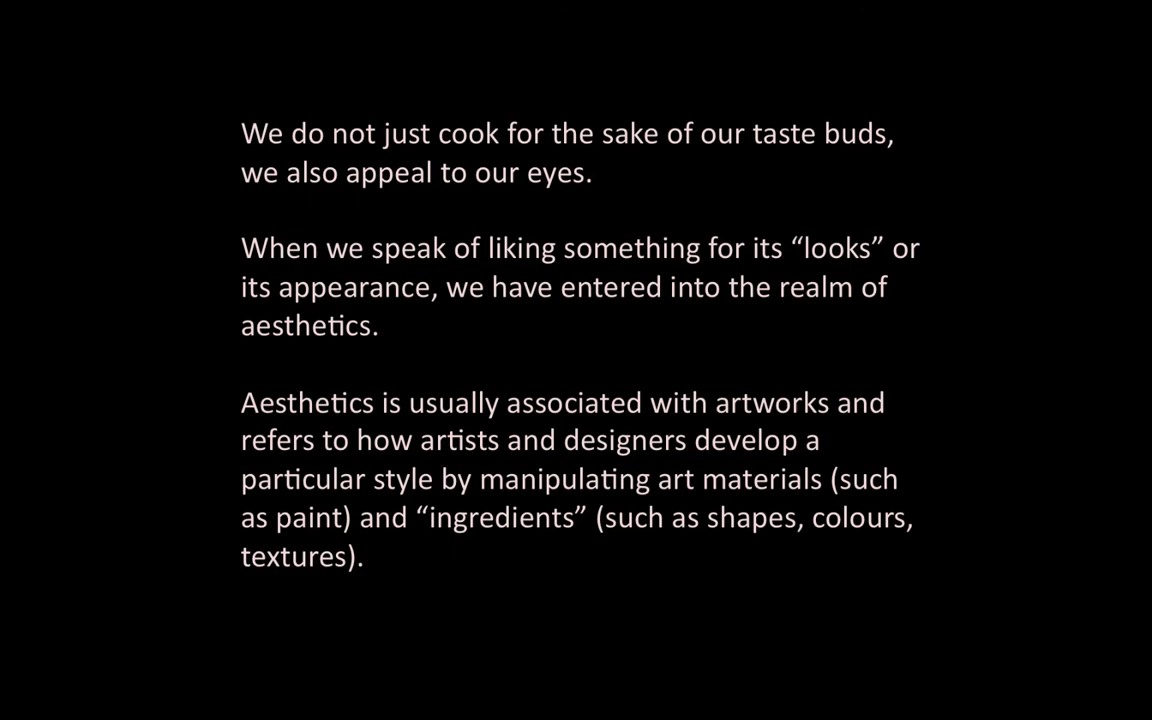 We do not just cook for the sake of our taste buds,
we also appeal to our eyes.
When we speak of liking something for its “looks” or
its appearance, we have entered into the realm of
aesthetics.
Aesthetics is usually associated with artworks and
refers to how artists and designers develop a
particular style by manipulating art materials (such
as paint) and “ingredients” (such as shapes, colours,
textures).